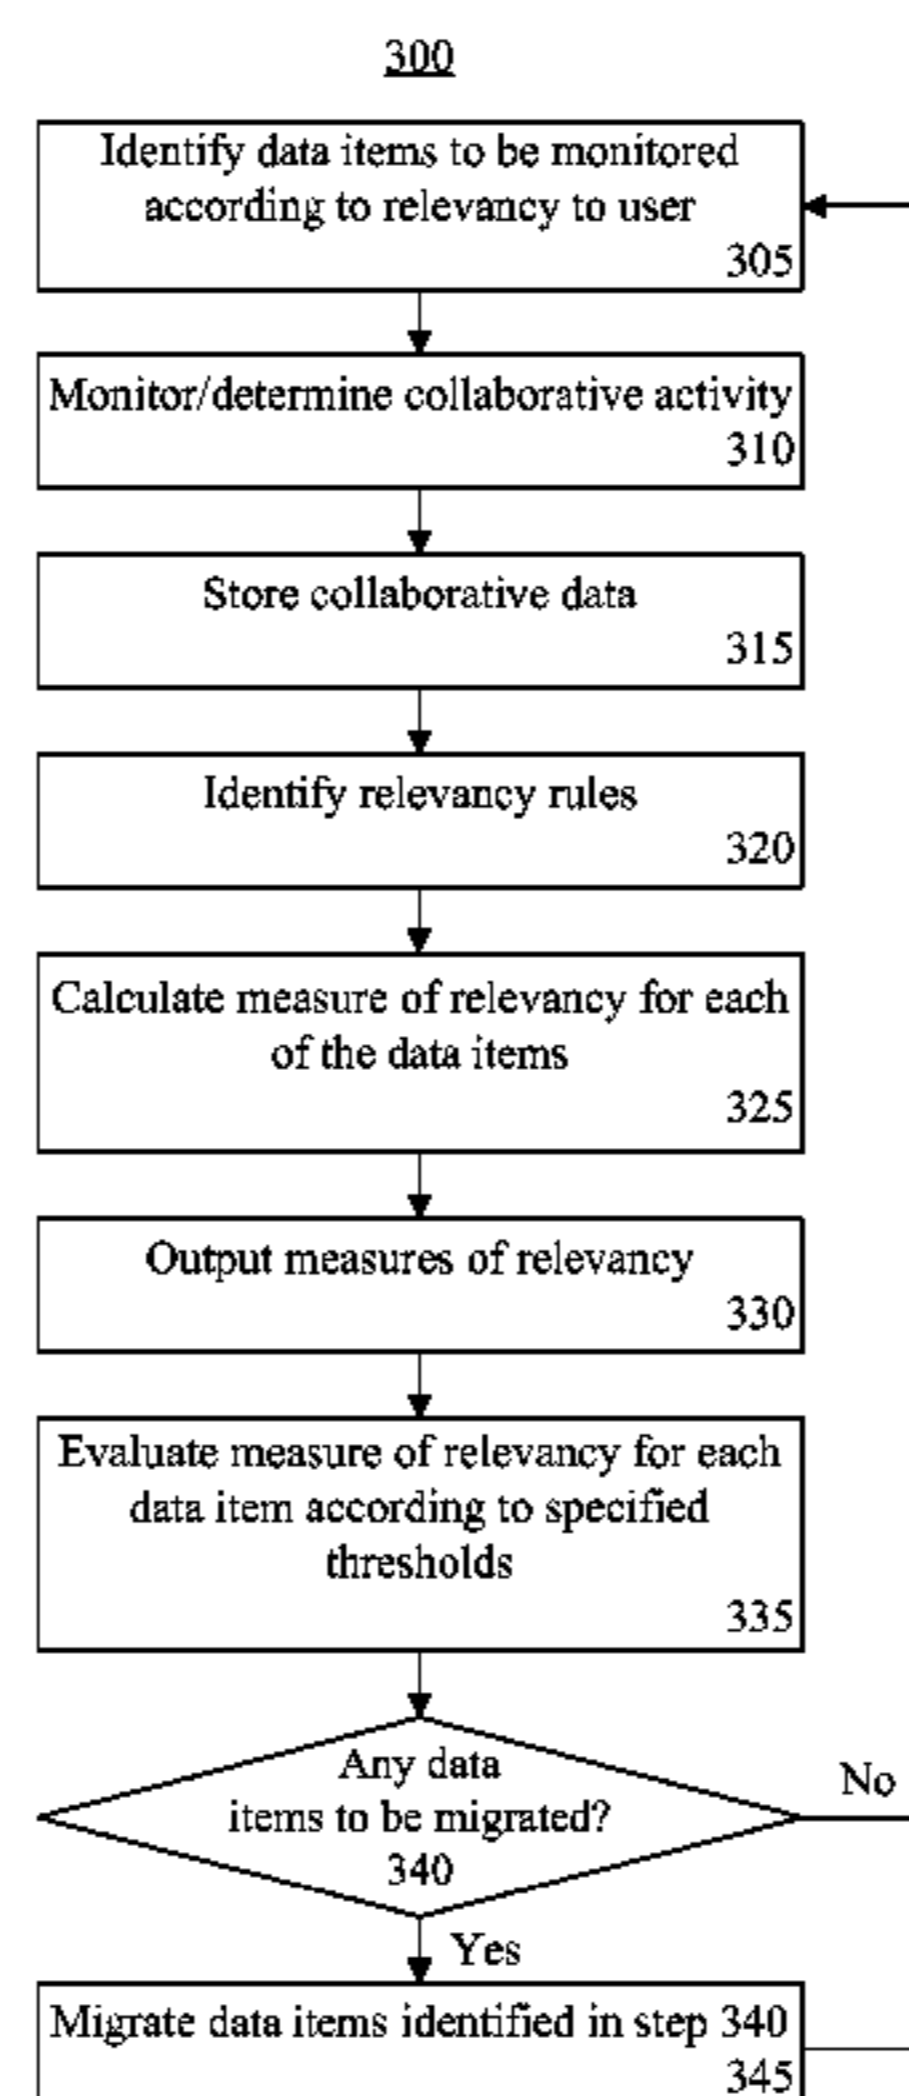 300
Identify data items to be monitored
according to relevancy to user
305
Monitor/determine collaborative activity
310
Store collaborative data
315
Identify relevancy rules
320
Calculate measure of relevancy for each
of the data items
325
Output measures of relevancy
330
Evaluate measure of relevancy for each
data item according to specified
thresholds
335
Any data
items to be migrated?
340
No
Yes
Migrate data items identified in step 340
345